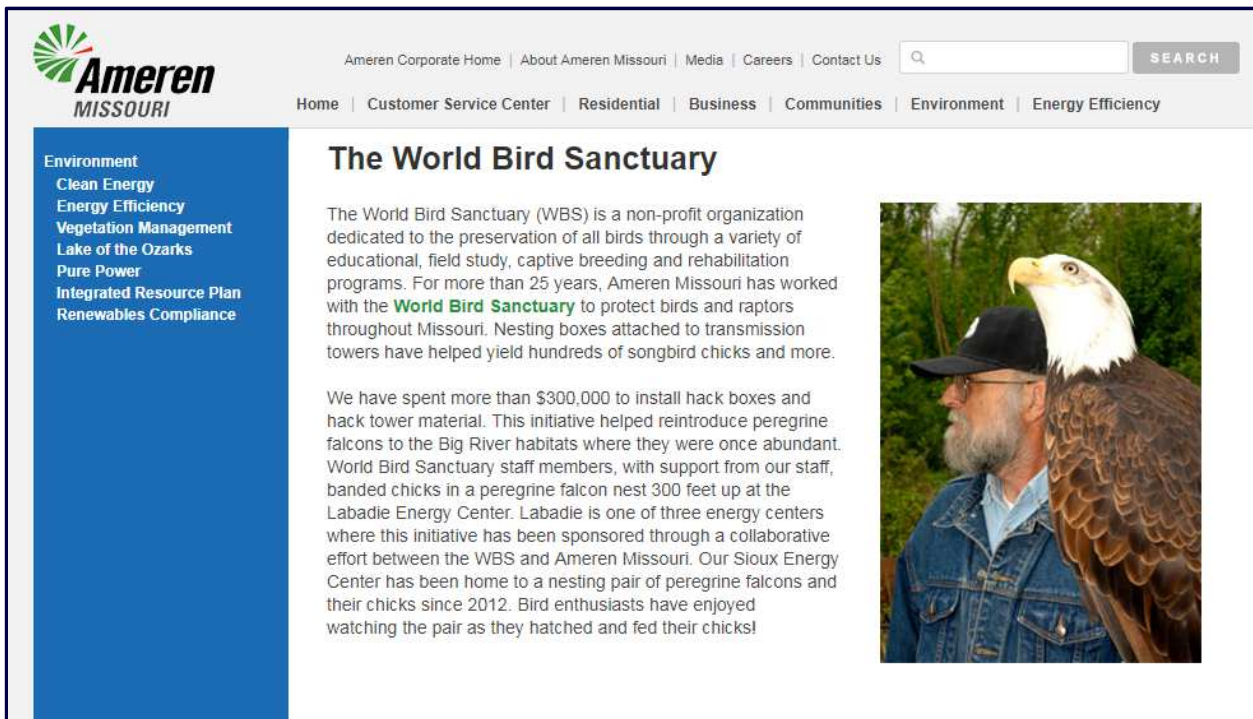 Ameren
MISSOURI
Ameren Corporate Home | About Ameren Missouri | Media | Careers | Contact Us
SEARCH
Home | Customer Service Center | Residential | Business | Communities | Environment | Energy Efficiency
Environment
Clean Energy
Energy Efficiency
Vegetation Management
Lake of the Ozarks
Pure Power
Integrated Resource Plan
Renewables Compliance
The World Bird Sanctuary
The World Bird Sanctuary (WBS) is a non-profit organization
dedicated to the preservation of all birds through a variety of
educational, field study, captive breeding and rehabilitation
programs. For more than 25 years, Ameren Missouri has worked
with the World Bird Sanctuary to protect birds and raptors
throughout Missouri. Nesting boxes attached to transmission
towers have helped yield hundreds of songbird chicks and more.
We have spent more than $300,000 to install hack boxes and
hack tower material. This initiative helped reintroduce peregrine
falcons to the Big River habitats where they were once abundant.
World Bird Sanctuary staff members, with support from our staff,
banded chicks in a peregrine falcon nest 300 feet up at the
Labadie Energy Center. Labadie is one of three energy centers
where this initiative has been sponsored through a collaborative
effort between the WBS and Ameren Missouri. Our Sioux Energy
Center has been home to a nesting pair of peregrine falcons and
their chicks since 2012. Bird enthusiasts have enjoyed
watching the pair as they hatched and fed their chicks!